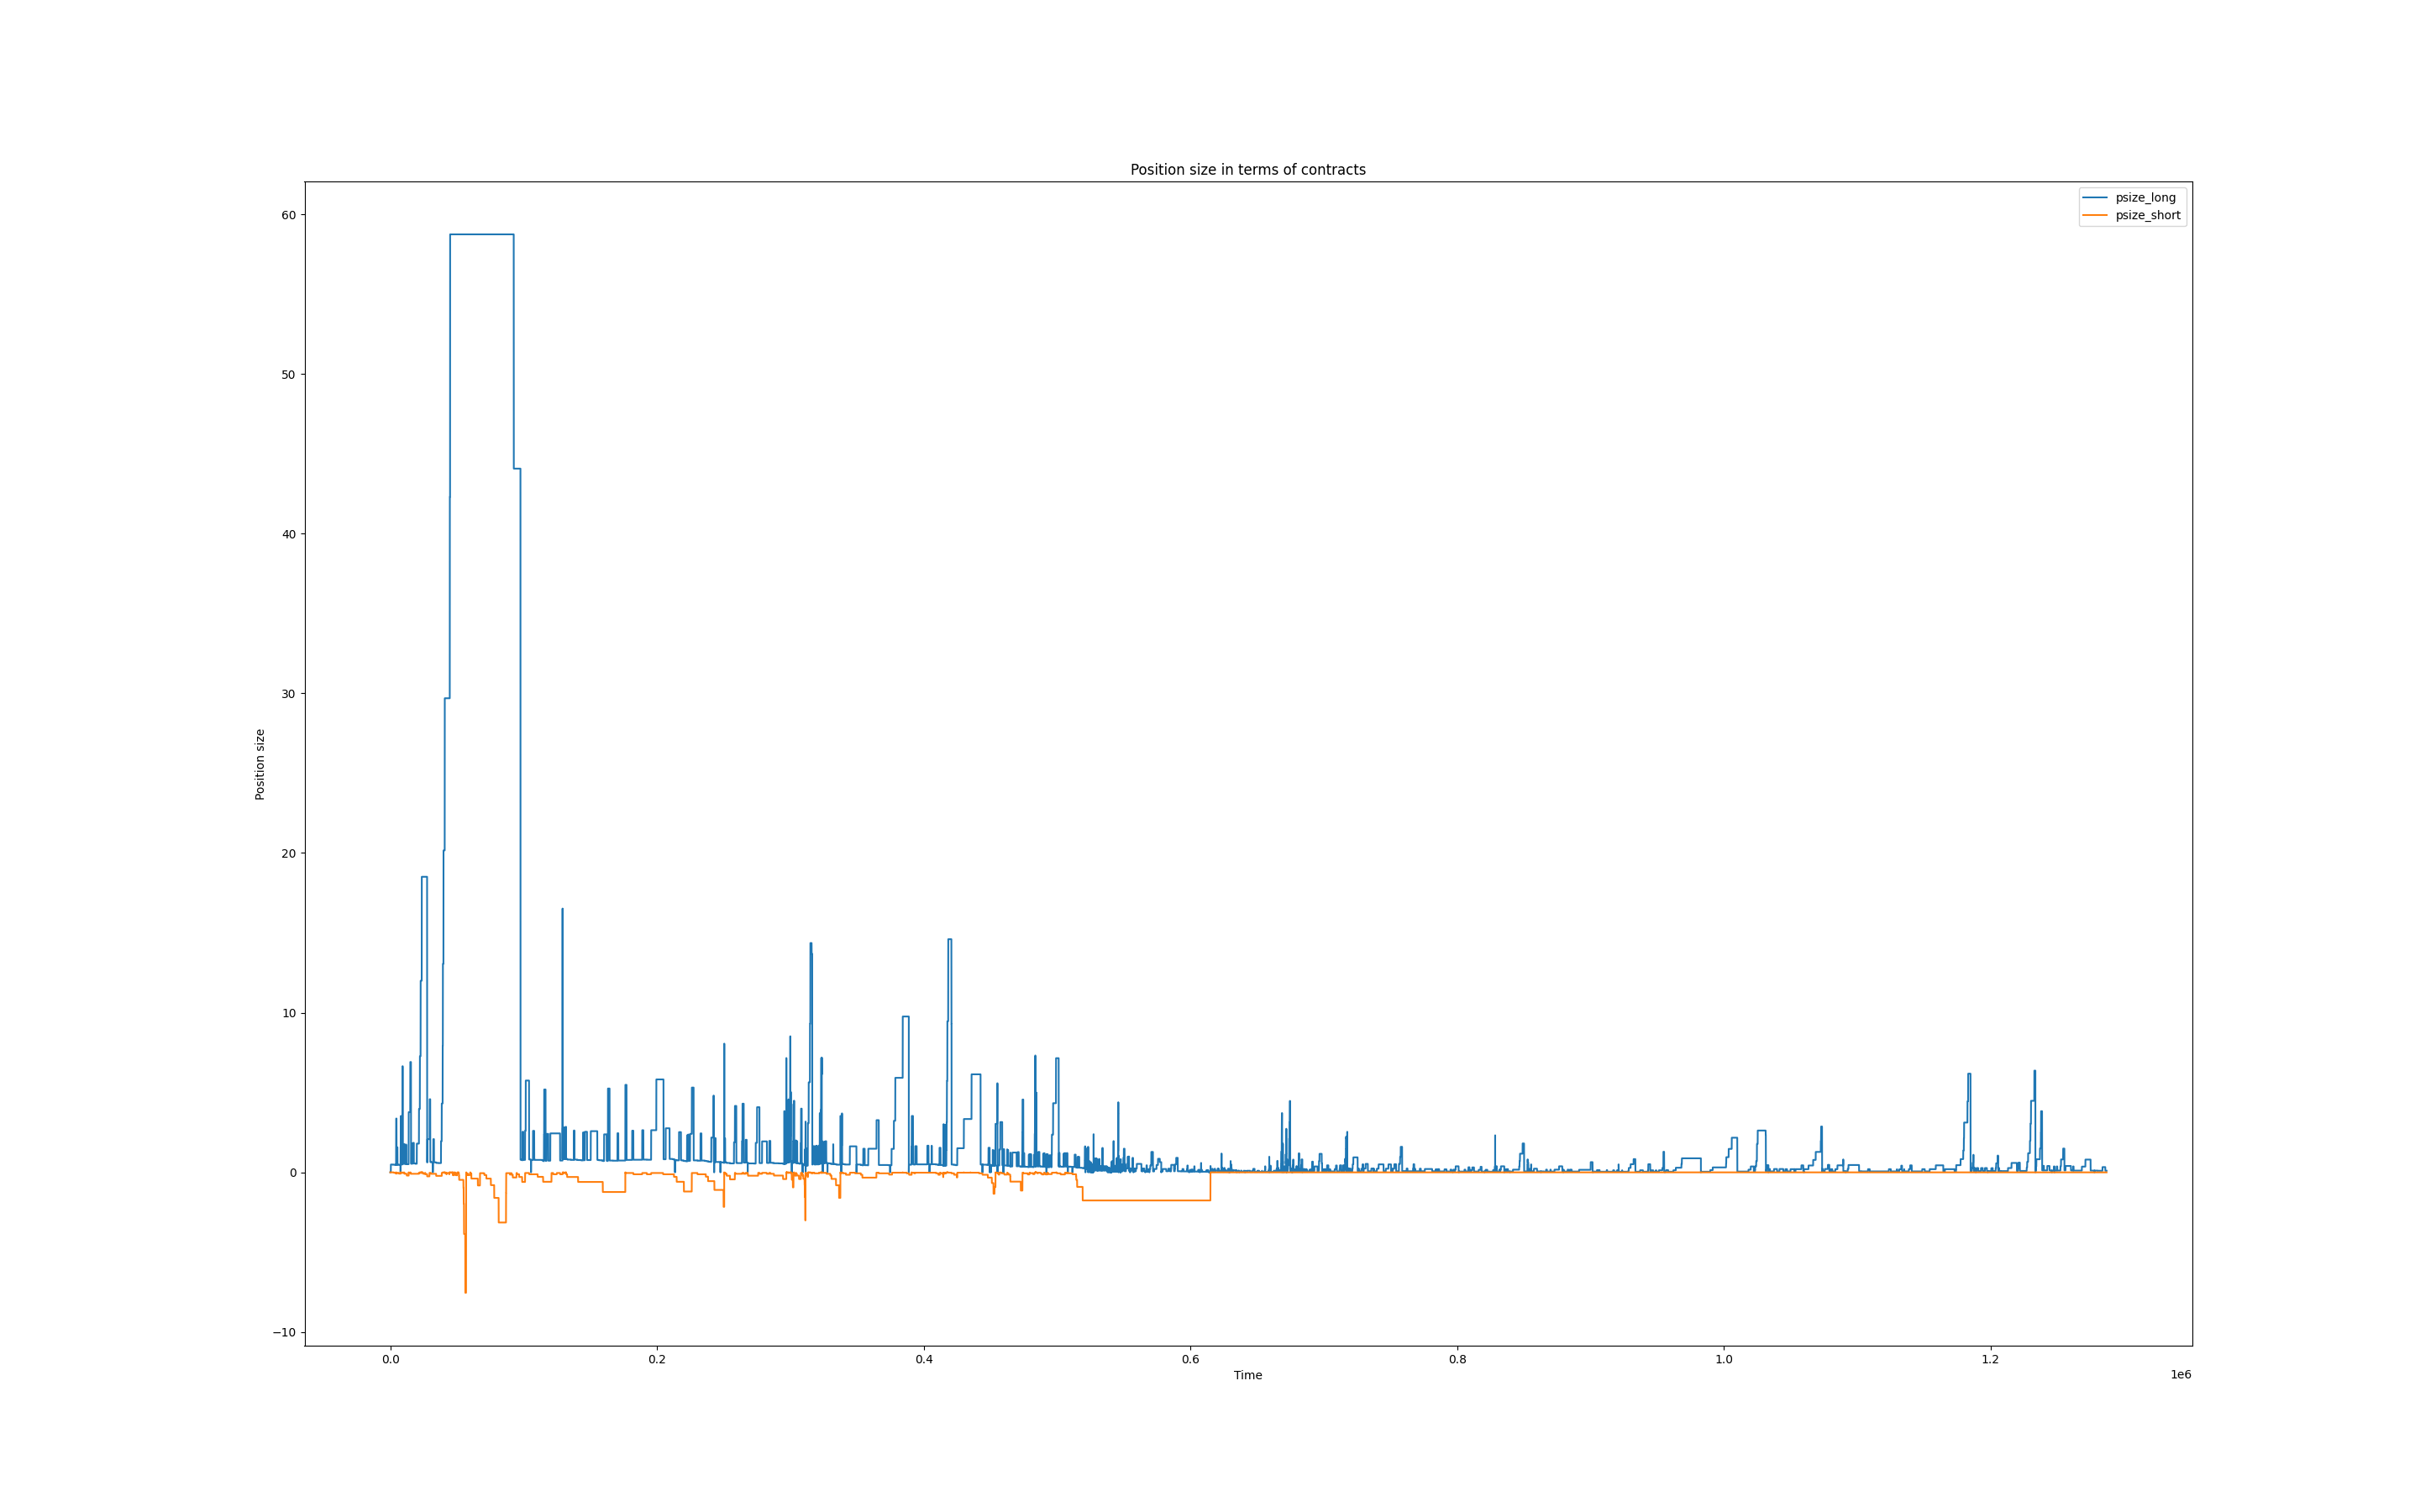 Position size in terms of contracts
psize_long
psize_short
60
50
40
30
20
10
0
−10
Position size
0.0 0.2 0.4 0.6 0.8 1.0 1.2
1e6
Time